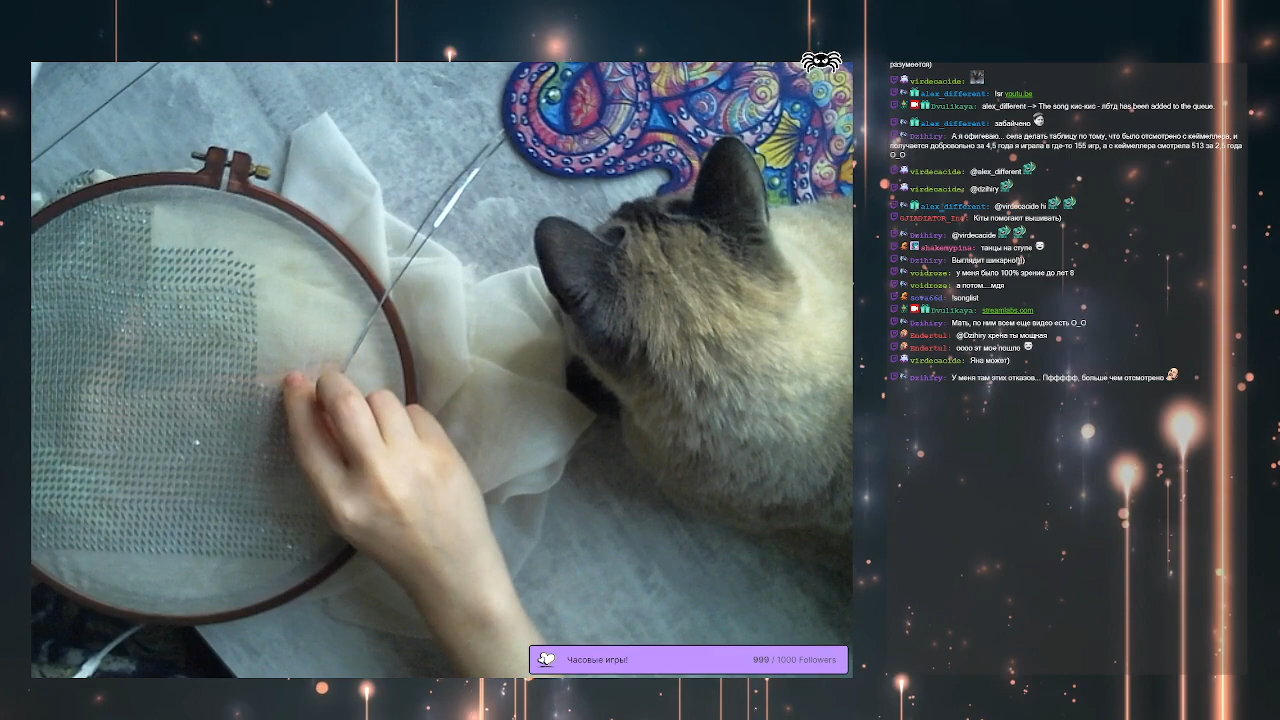 разумеется)
virdecacide:
alex_different: !sr youtu.be
Dvulikaya: alex_different --> The song кис-кис - лбтд has been added to the queue.
alex_different: забайчено
Dzihiry: А я офигеваю... села делать таблицу по тому, что было отсмотрено с кеймеллера, и
получается добровольно за 4,5 года я играла в где-то 155 игр, а с кеймеллера смотрела 513 за 2,5 года
О_О
virdecacide: @alex_different
virdecacide: @dzihiry
alex_different: @virdecacide hi
Кiты помогают вышивать)
Dzihiry: @virdecacide
shakemypina: танцы на стуле
Dzihiry: Выглядит шикарно)))
voidroze: у меня было 100% зрение до лет 8
voidroze: а потом....мдя
sowa66d: !songlist
Dvulikaya: streamlabs.com
Dzihiry: Мать, по ним всем еще видео есть О_О
Endertul: @Dzihiry хрена ты мощная
Endertul: оооо эт мое пошло
virdecacide: Яна может)
Dzihiry: У меня там этих отказов... Пфффф, больше чем отсмотрено
Часовые игры! 999 / 1000 Followers